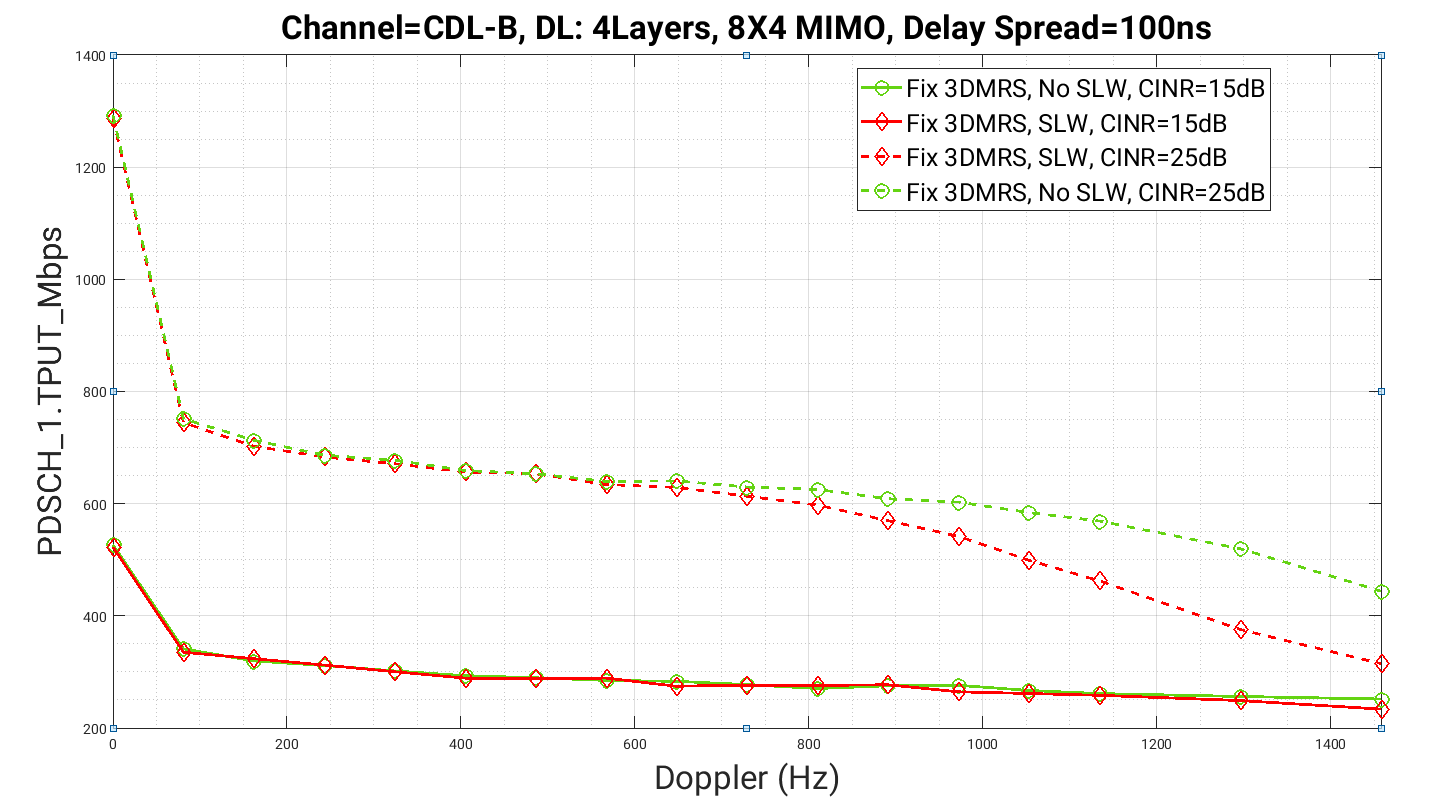 Channel=CDL-B, DL: 4Layers, 8X4 MIMO, Delay Spread=100ns
Fix 3DMRS, No SLW, CINR=15dB
Fix 3DMRS, SLW, CINR=15dB
Fix 3DMRS, SLW, CINR=25dB
Fix 3DMRS, No SLW, CINR=25dB
PDSCH_1.TPUT_Mbps
1400
1200
1000
800
600
400
200
0 200 400 600 800 1000 1200 1400
Doppler (Hz)